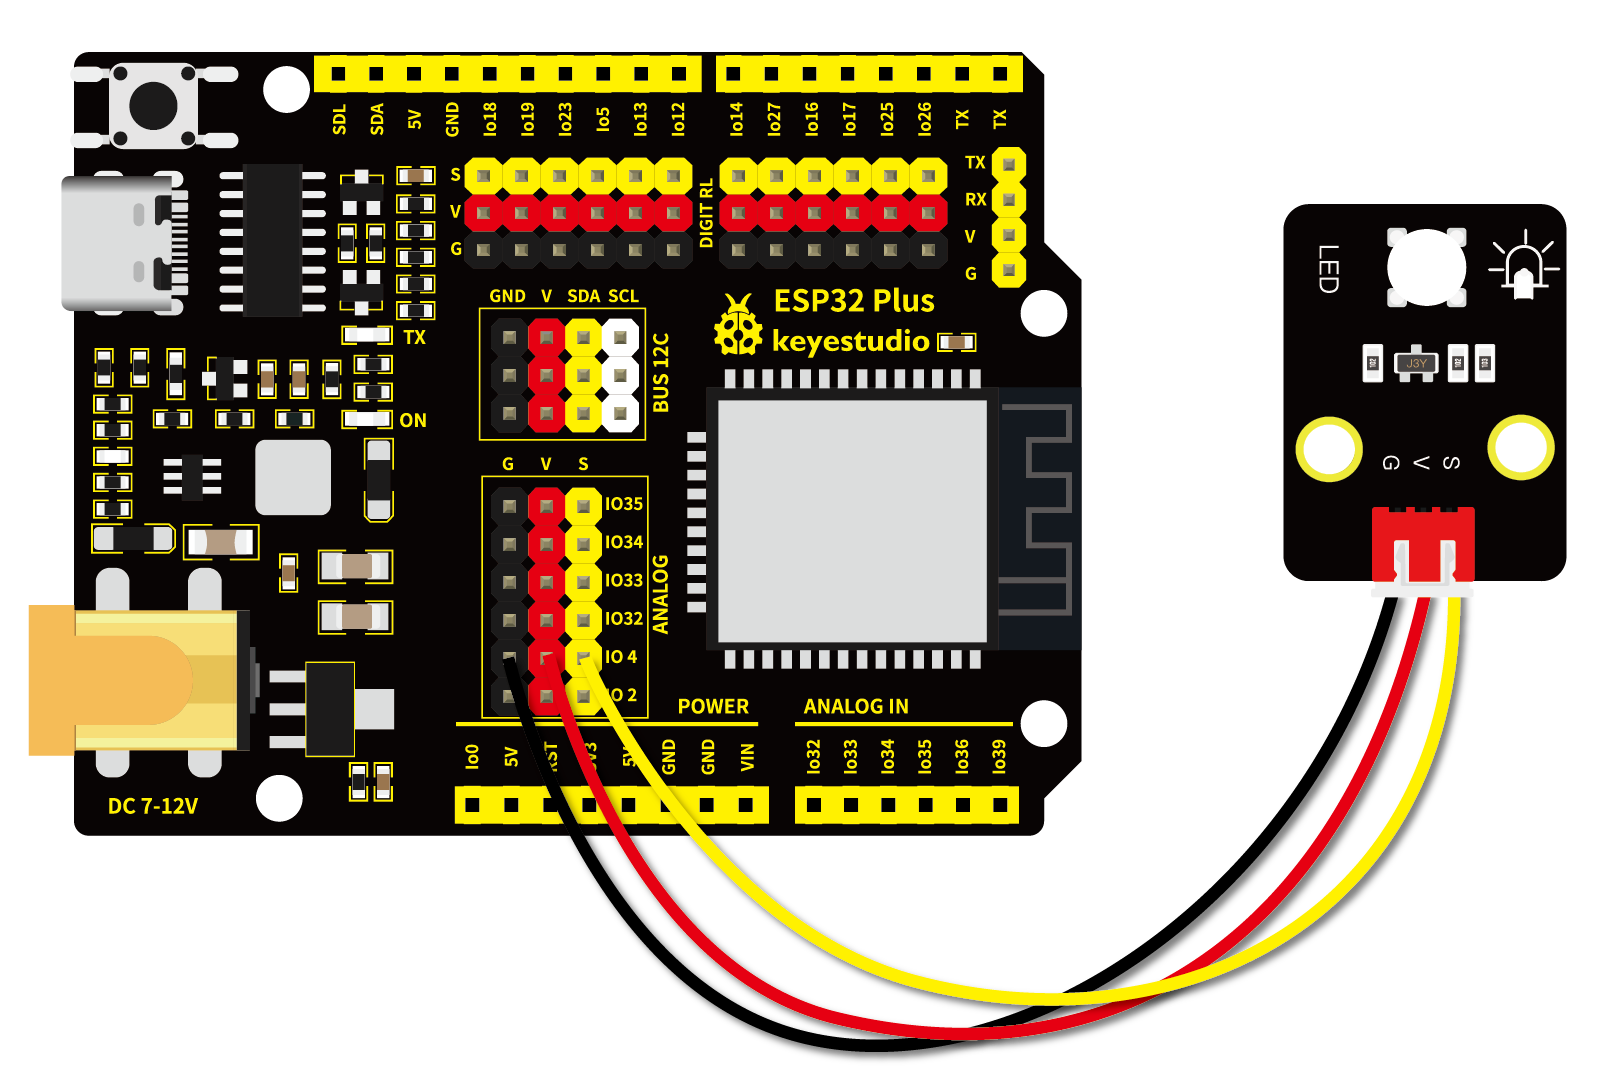 SDL SDA 5V GND Io18 Io19 Io23 Io5 Io13 Io12 Io14 Io27 Io16 Io17 Io25 Io26 TX TX
S
V
G
DIGIT RL
TX
RX
V
G
ESP32 Plus
keyestudio
GND V SDA SCL
BUS 12C
TX
ON
G V S
IO35
IO34
IO33
IO32
IO 4
IO 2
ANALOG
POWER
ANALOG IN
Io0 5V RST 3V3 5V GND GND VIN
Io32 Io33 Io34 Io35 Io36 Io39
DC 7-12V
LED
J3Y
G V S